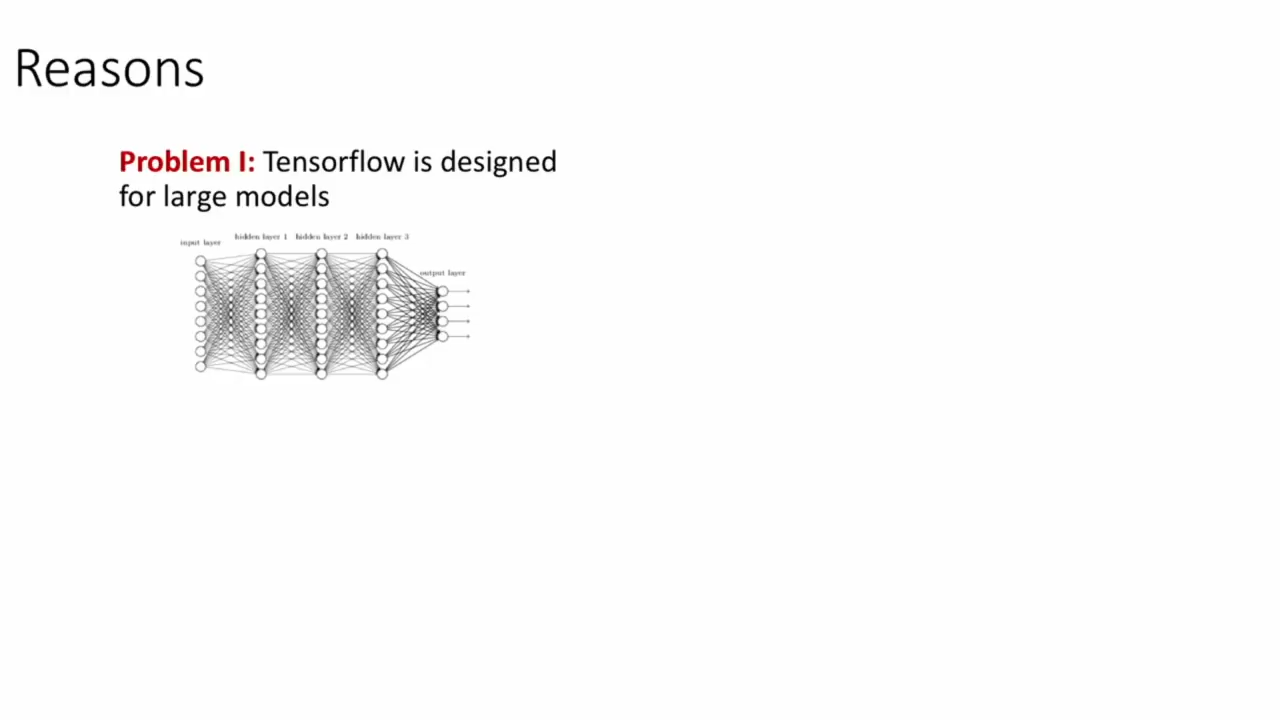 Reasons
Problem I: Tensorflow is designed
for large models
hidden layer 1 hidden layer 2 hidden layer 3
input layer
output layer